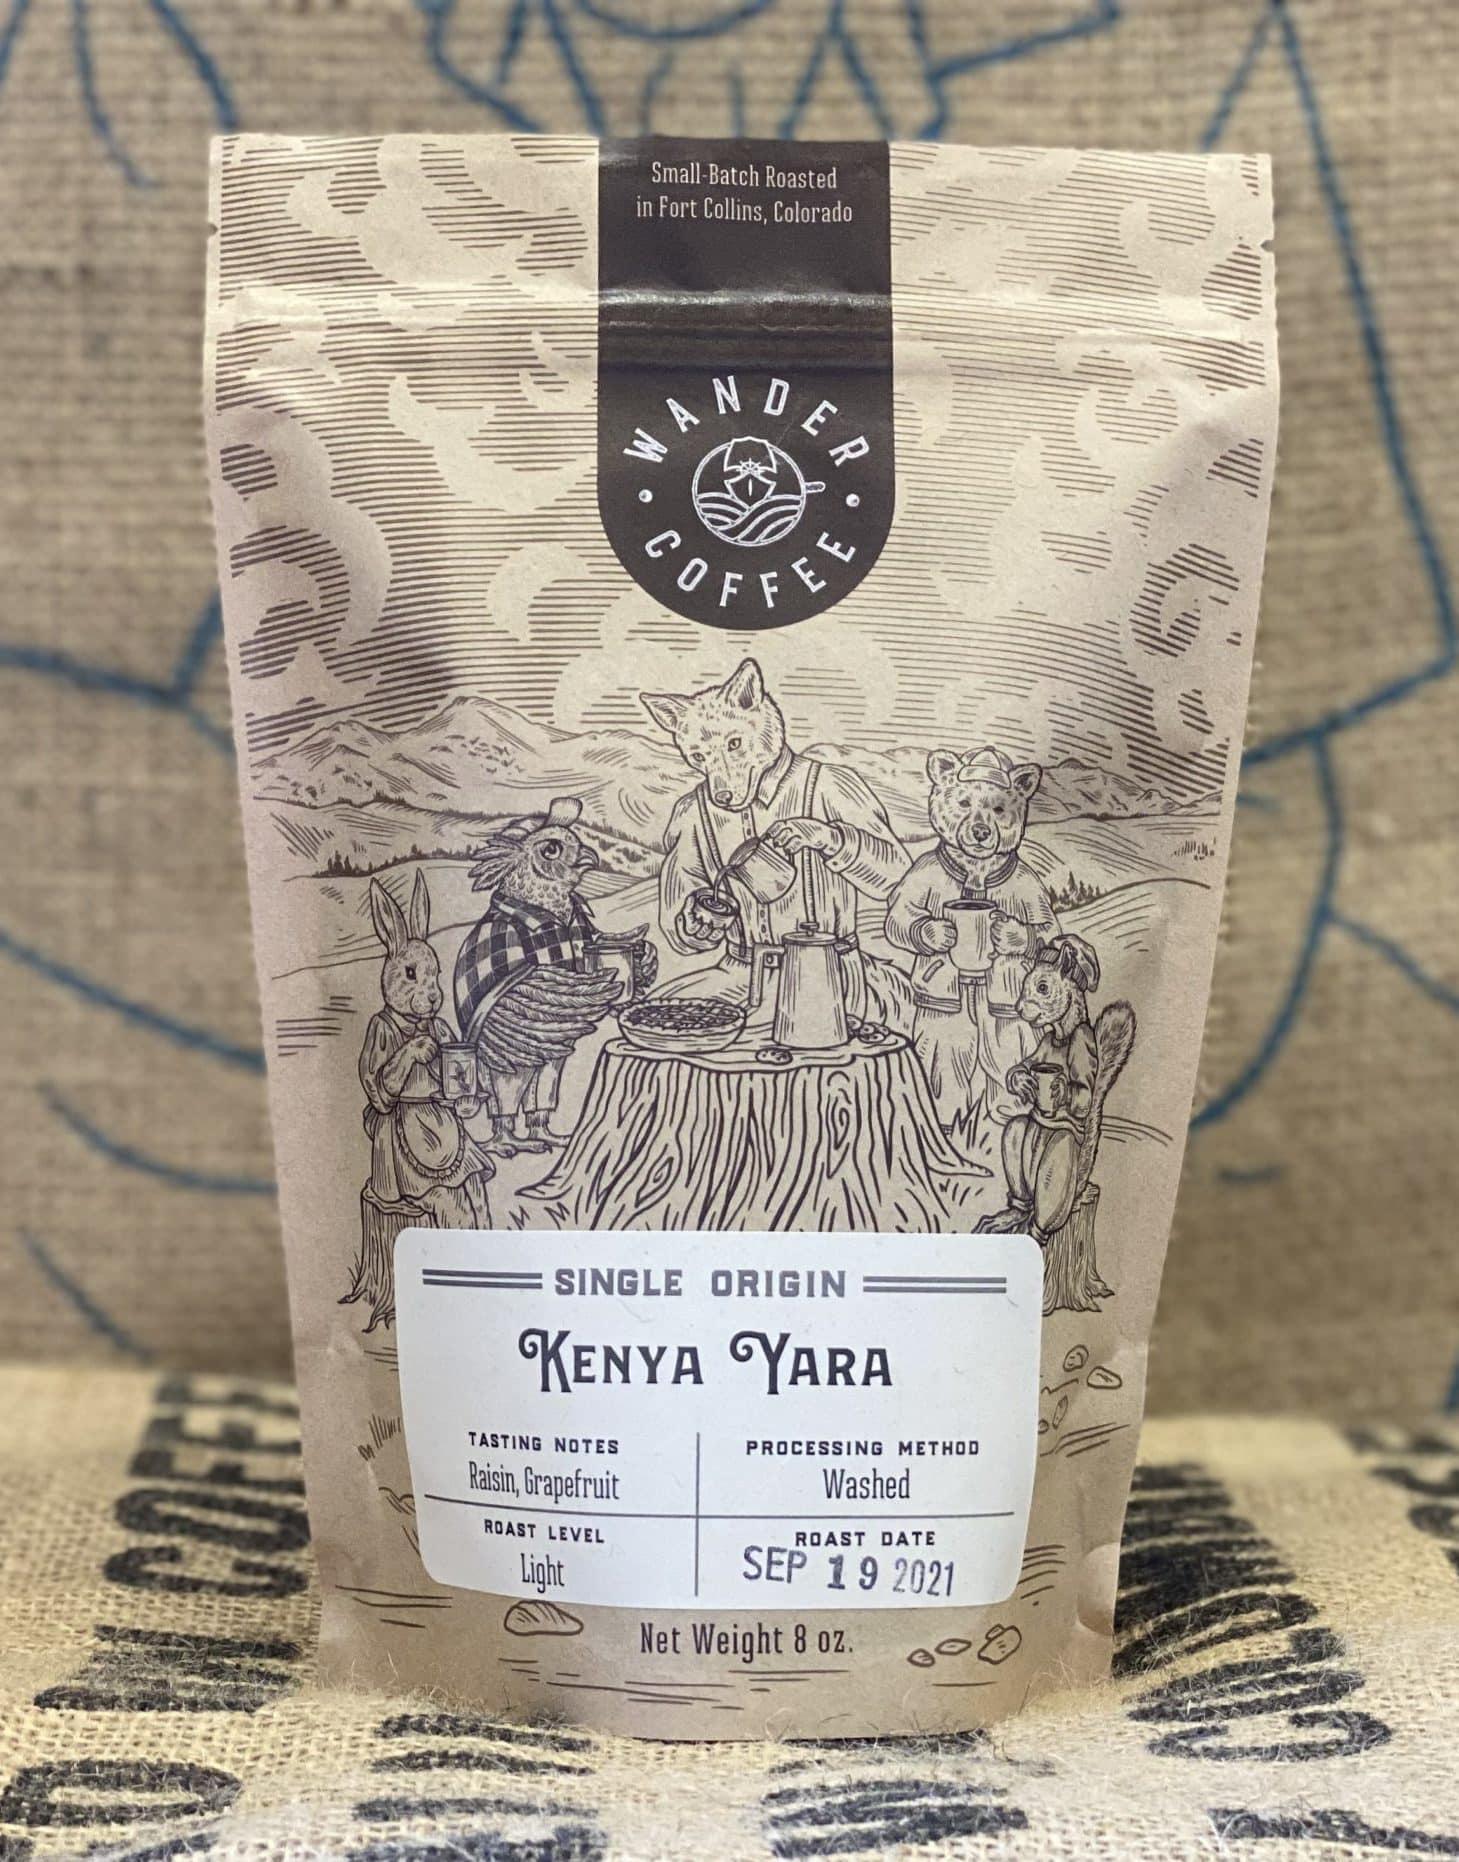 Small-Batch Roasted
in Fort Collins, Colorado
WANDER
COFFEE
SINGLE ORIGIN
KENYA YARA
TASTING NOTES
Raisin, Grapefruit
PROCESSING METHOD
Washed
ROAST LEVEL
Light
ROAST DATE
SEP 19 2021
Net Weight 8 oz.